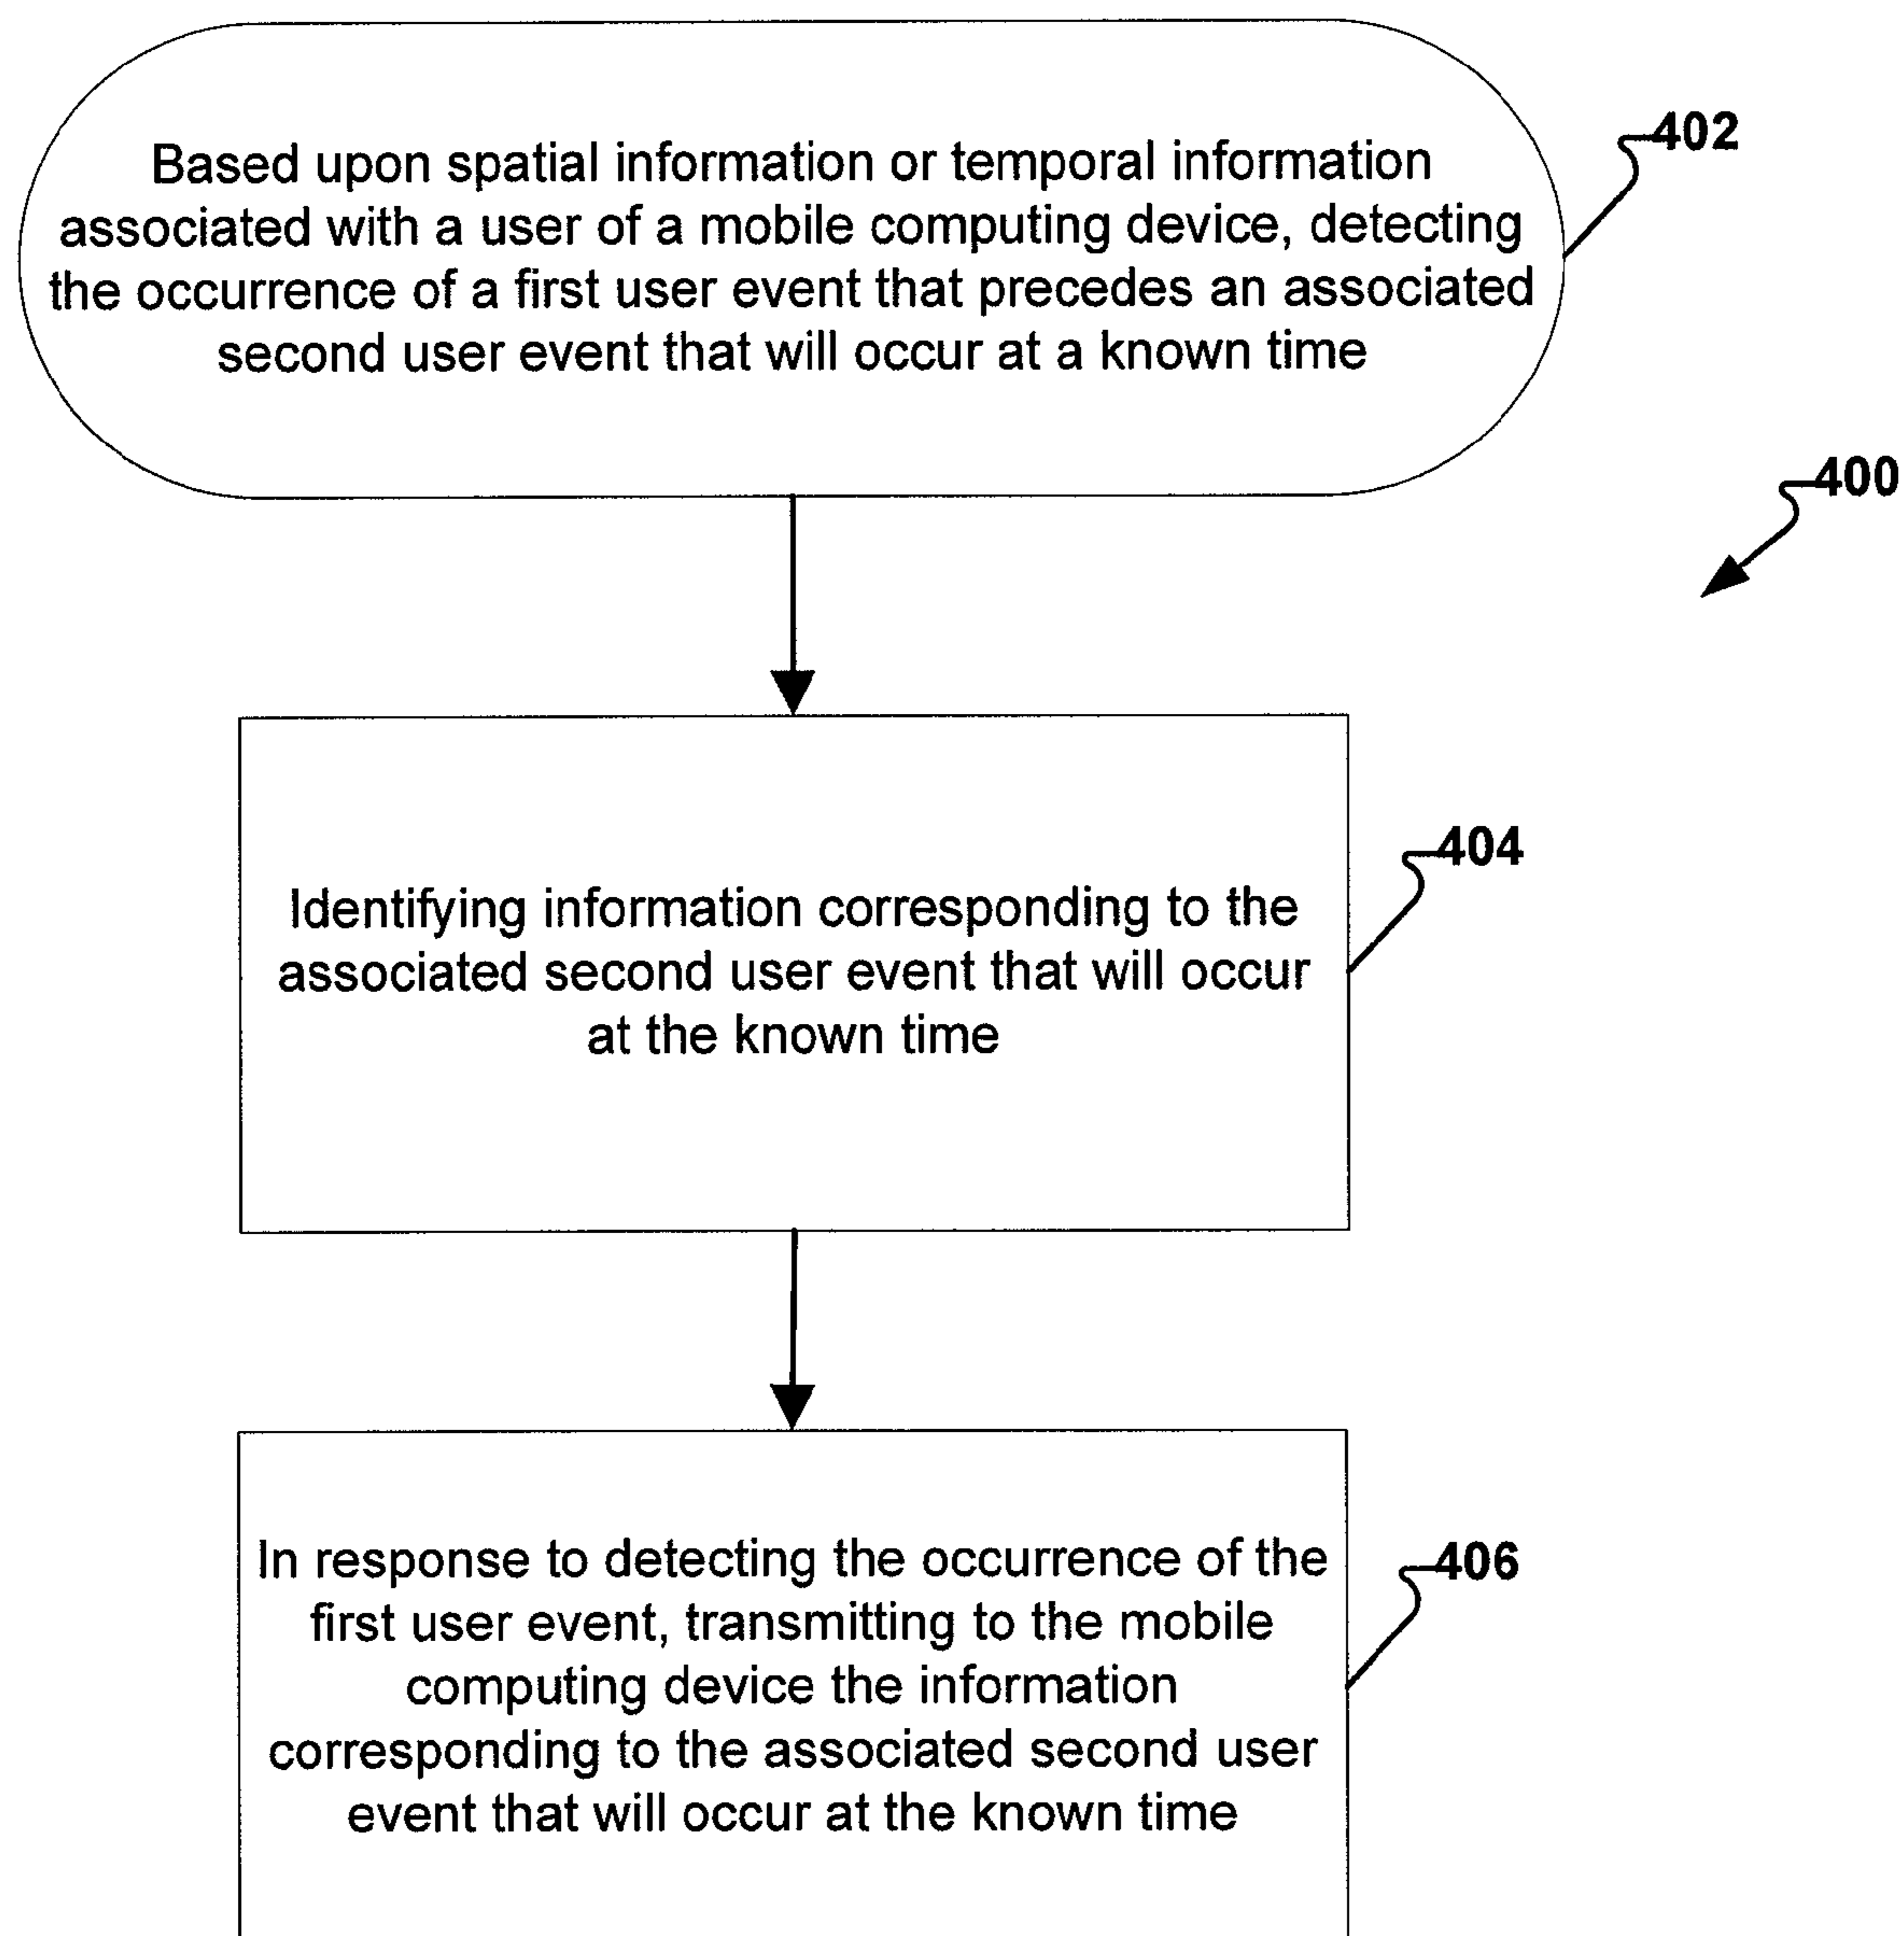 Based upon spatial information or temporal information
associated with a user of a mobile computing device, detecting
the occurrence of a first user event that precedes an associated
second user event that will occur at a known time
402
400
Identifying information corresponding to the
associated second user event that will occur
at the known time
404
In response to detecting the occurrence of the
first user event, transmitting to the mobile
computing device the information
corresponding to the associated second user
event that will occur at the known time
406